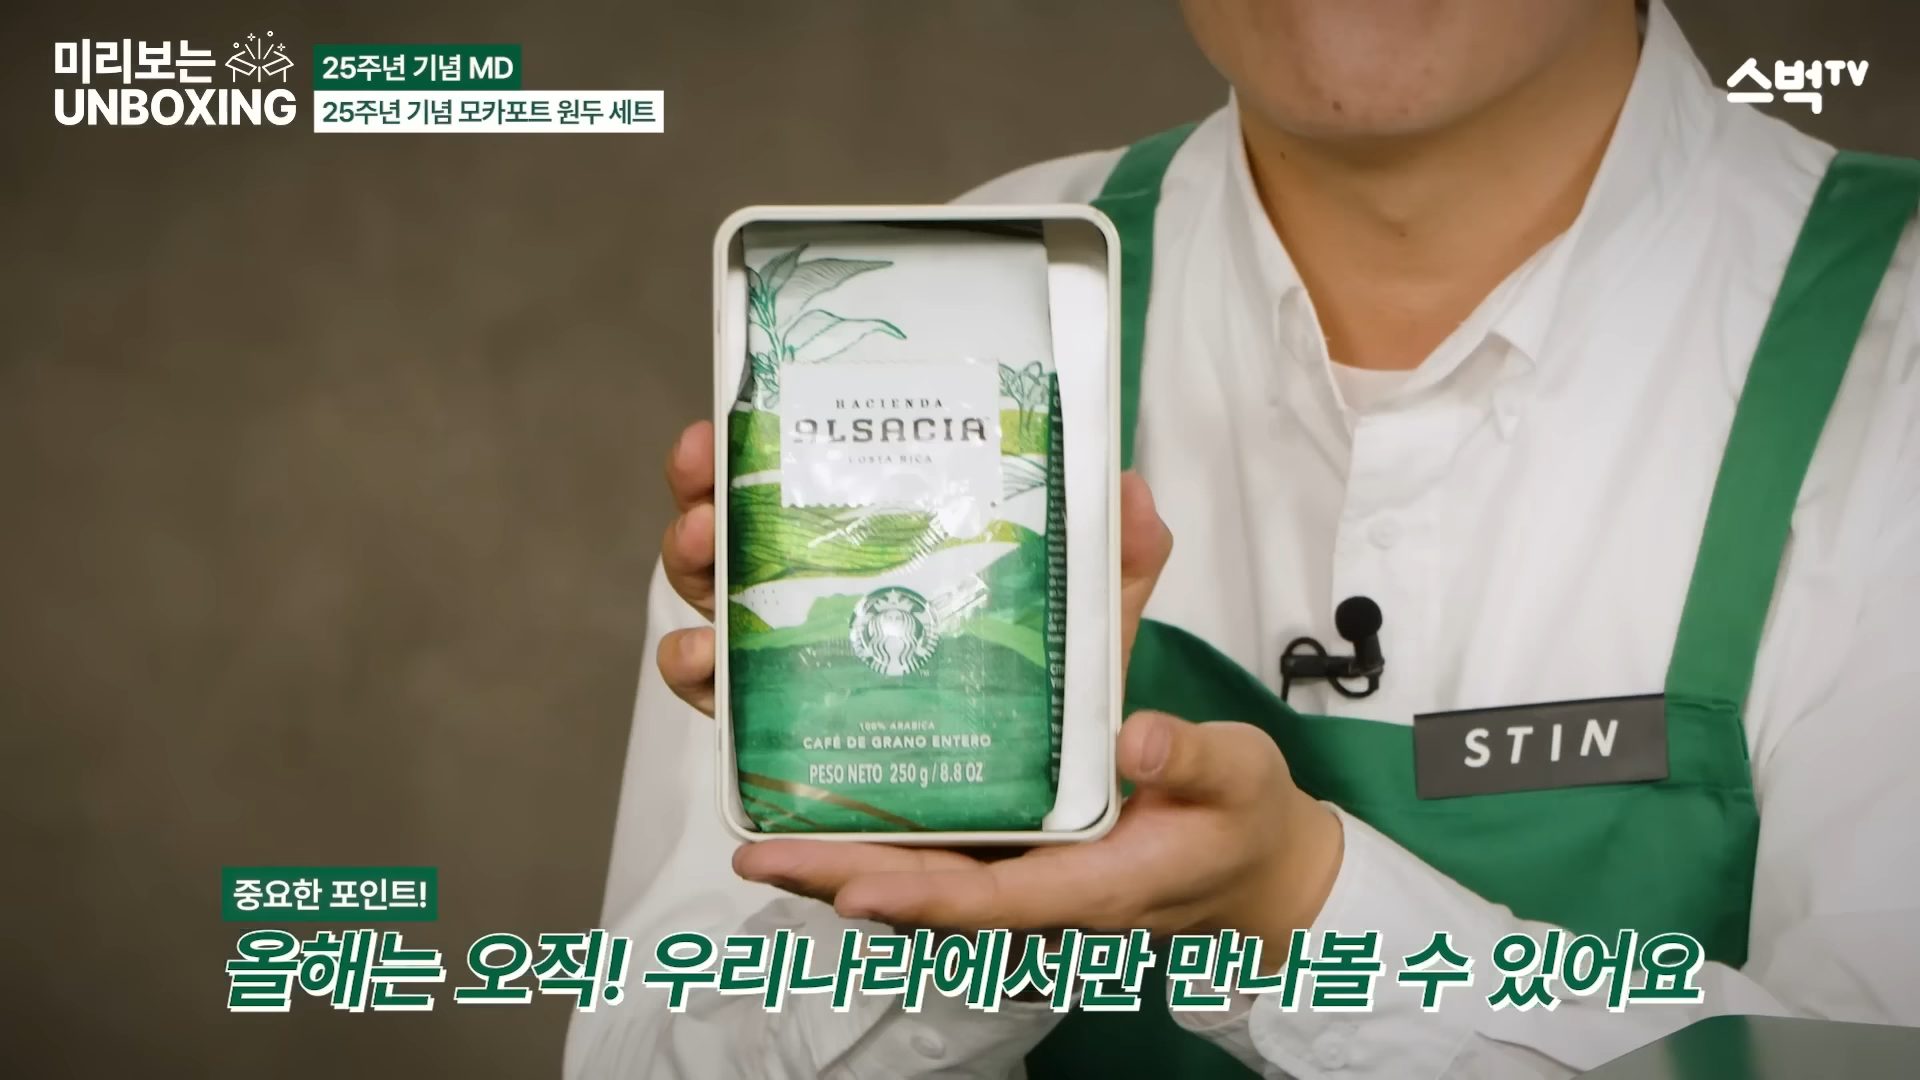 미리보는
UNBOXING
25주년 기념 MD
25주년 기념 모카포트 원두 세트
스벅TV
HACIENDA
ALSACIA
COSTA RICA
100% ARABICA
CAFÉ DE GRANO ENTERO
PESO NETO 250 g / 8.8 OZ
STIN
중요한 포인트!
올해는 오직! 우리나라에서만 만나볼 수 있어요